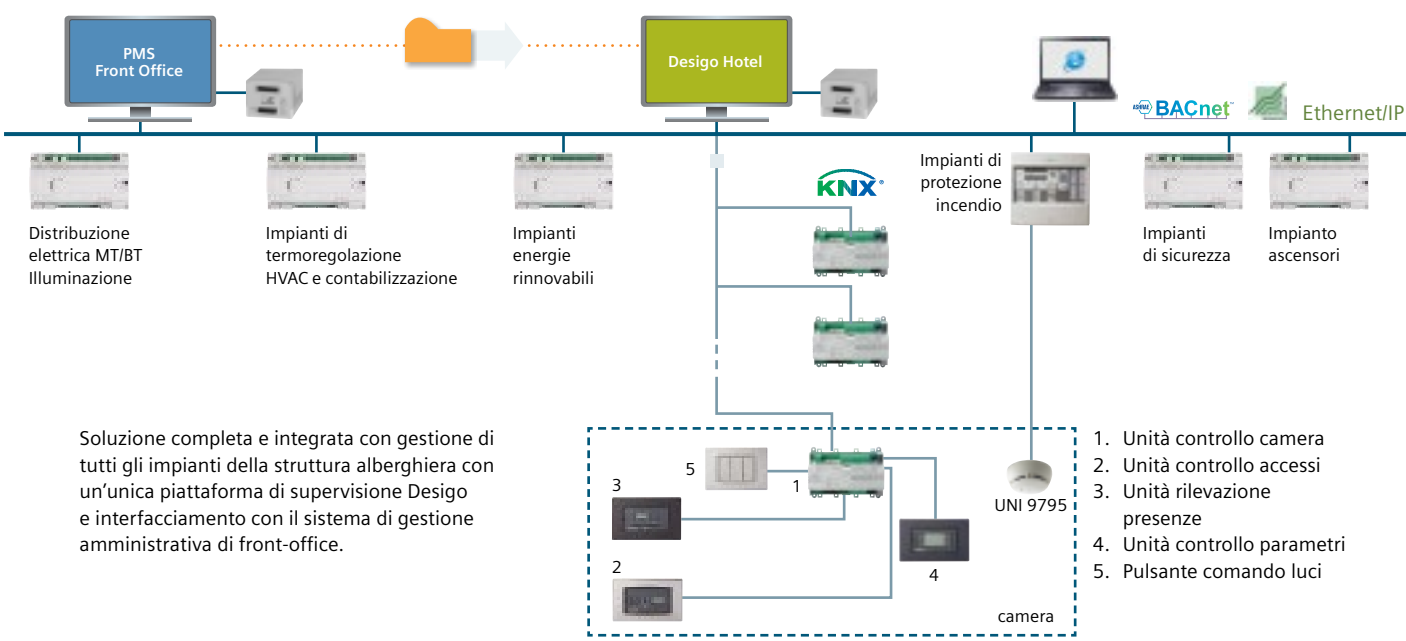 PMS
Front Office
Desigo Hotel
ASHRAE BACnet™
Ethernet/IP
Distribuzione
elettrica MT/BT
Illuminazione
Impianti di
termoregolazione
HVAC e contabilizzazione
Impianti
energie
rinnovabili
KNX®
Impianti di
protezione
incendio
Impianti
di sicurezza
Impianto
ascensori
Soluzione completa e integrata con gestione di
tutti gli impianti della struttura alberghiera con
un’unica piattaforma di supervisione Desigo
e interfacciamento con il sistema di gestione
amministrativa di front-office.
5
1
3
2
4
UNI 9795
camera
1. Unità controllo camera
2. Unità controllo accessi
3. Unità rilevazione
presenze
4. Unità controllo parametri
5. Pulsante comando luci